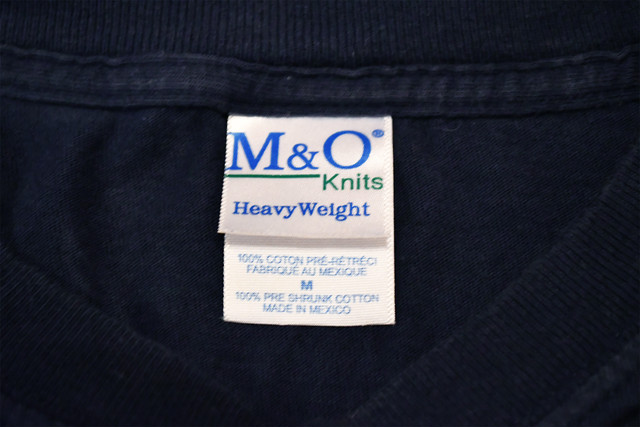 M&O®
Knits
HeavyWeight
100% COTON PRÉ-RÉTRÉCI
FABRIQUÉ AU MEXIQUE
M
100% PRE SHRUNK COTTON
MADE IN MEXICO